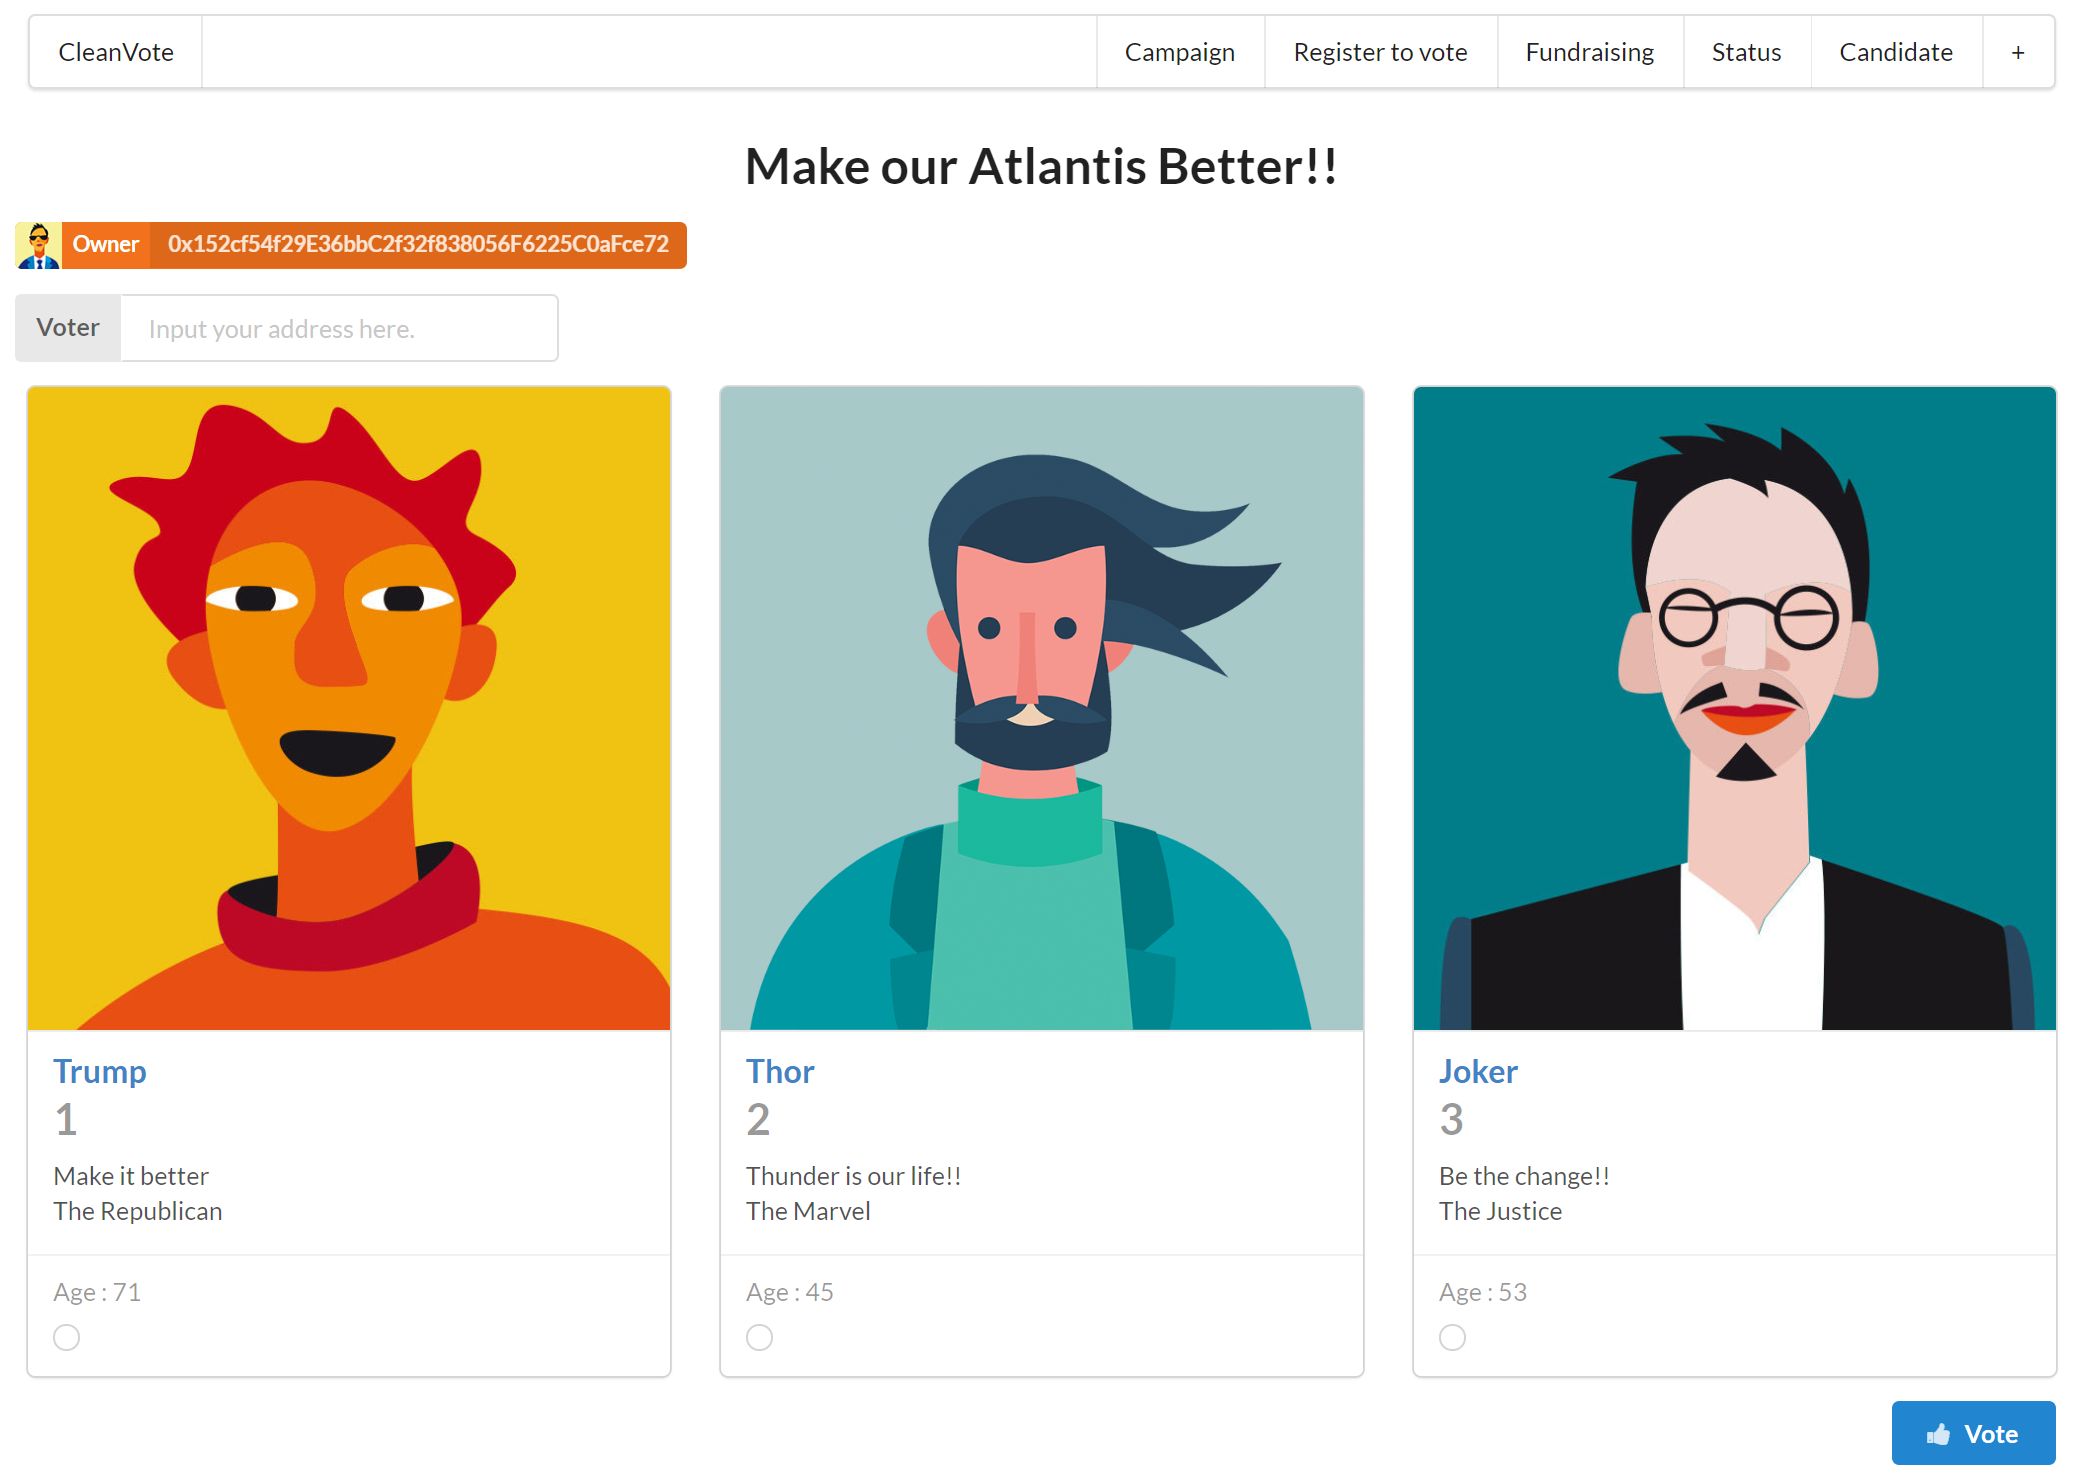 CleanVote
Campaign
Register to vote
Fundraising
Status
Candidate
+
Make our Atlantis Better!!
Owner 0x152cf54f29E36bbC2f32f838056F6225C0aFce72
Voter Input your address here.
Trump
1
Make it better
The Republican
Age : 71
Thor
2
Thunder is our life!!
The Marvel
Age : 45
Joker
3
Be the change!!
The Justice
Age : 53
Vote